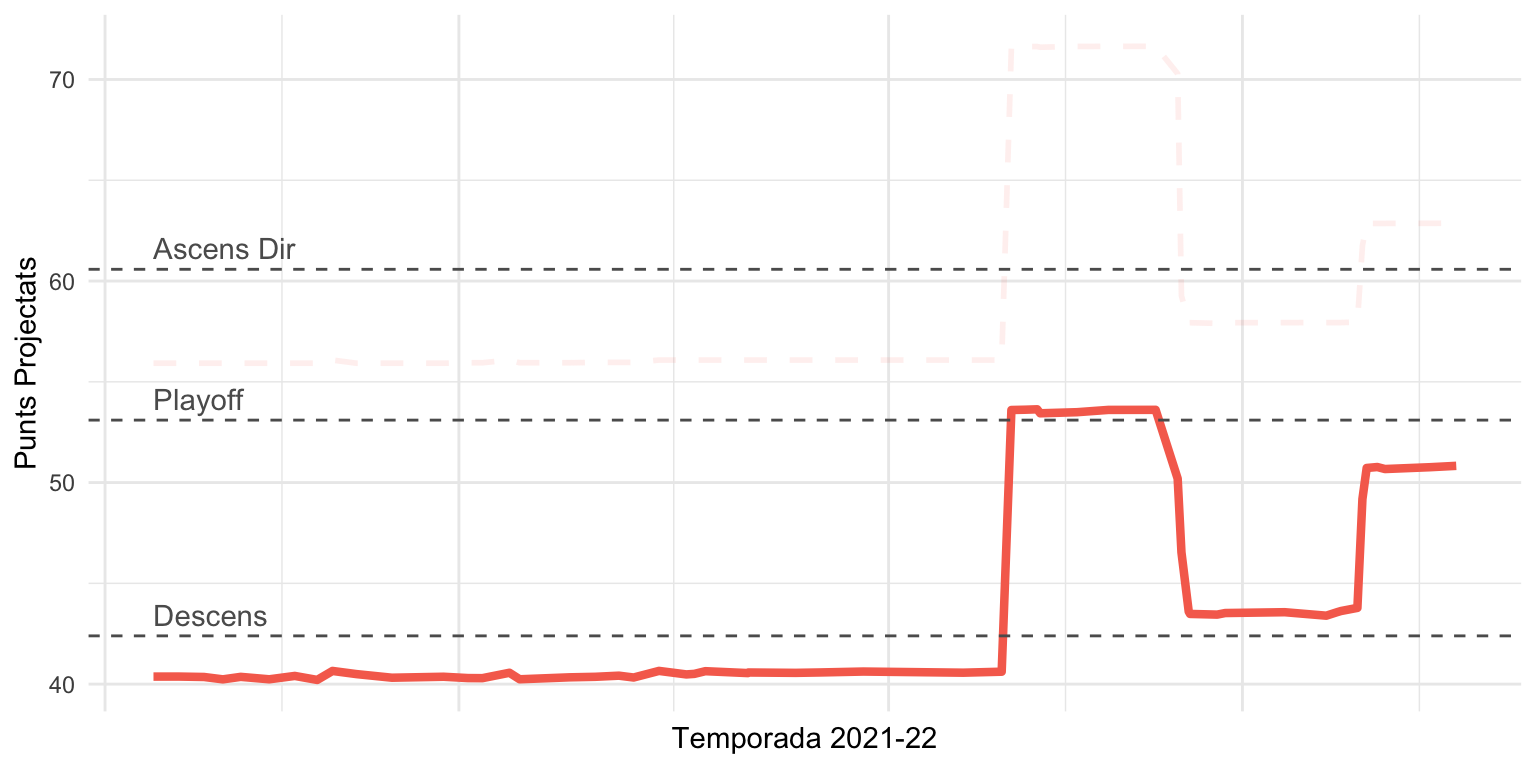 70
Ascens Dir
60
Playoff
50
Descens
40
Punts Projectats
Temporada 2021-22